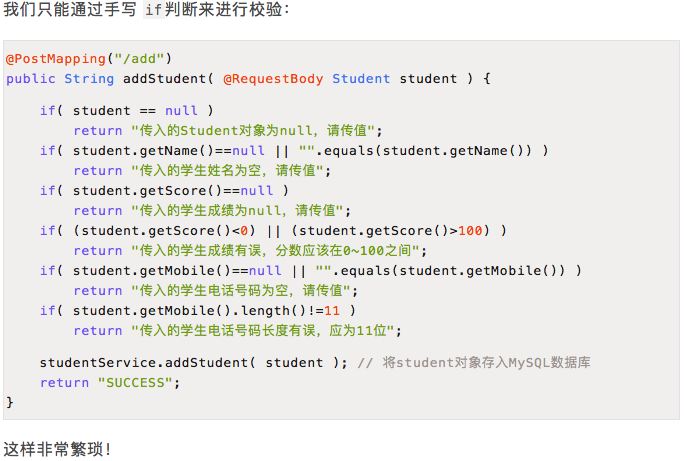 我们只能通过手写 if判断来进行校验：
@PostMapping("/add")
public String addStudent( @RequestBody Student student ) {
if( student == null )
return "传入的Student对象为null，请传值";
if( student.getName()==null || "".equals(student.getName()) )
return "传入的学生姓名为空，请传值";
if( student.getScore()==null )
return "传入的学生成绩为null，请传值";
if( (student.getScore()<0) || (student.getScore()>100) )
return "传入的学生成绩有误，分数应该在0~100之间";
if( student.getMobile()==null || "".equals(student.getMobile()) )
return "传入的学生电话号码为空，请传值";
if( student.getMobile().length()!=11 )
return "传入的学生电话号码长度有误，应为11位";
studentService.addStudent( student ); // 将student对象存入MySQL数据库
return "SUCCESS";
}
这样非常繁琐！